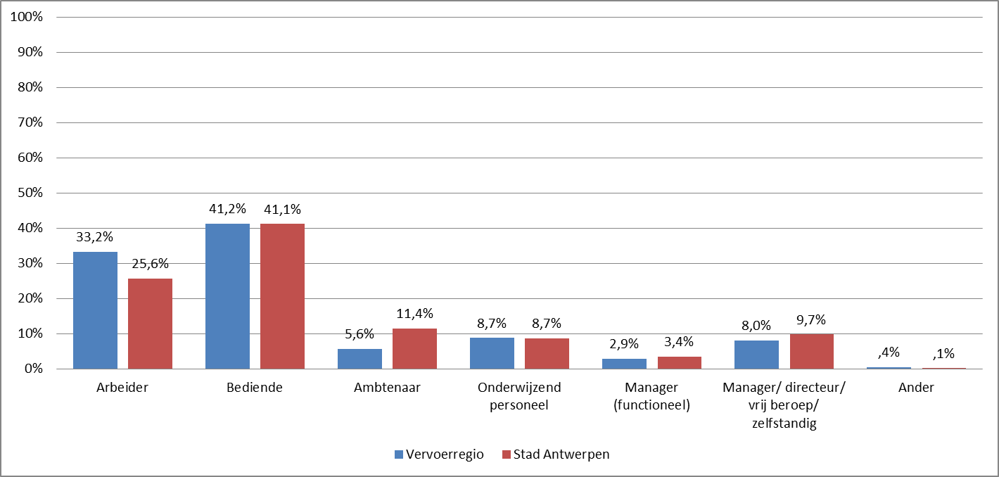 100%
90%
80%
70%
60%
50%
40%
30%
20%
10%
0%
33,2%
25,6%
41,2%
41,1%
5,6%
11,4%
8,7%
8,7%
2,9%
3,4%
8,0%
9,7%
,4%
,1%
Arbeider
Bediende
Ambtenaar
Onderwijzend
personeel
Manager
(functioneel)
Manager/ directeur/
vrij beroep/
zelfstandig
Ander
Vervoerregio
Stad Antwerpen